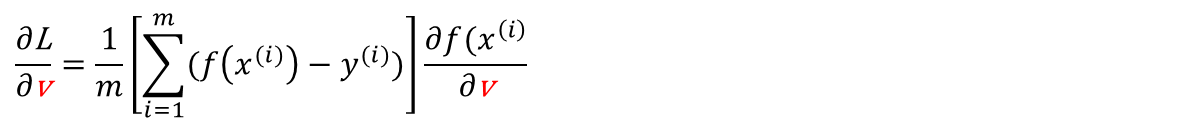 ∂L/∂v = 1/m [∑_{i=1}^{m} (f(x^{(i)}) − y^{(i)})] ∂f(x^{(i)}/∂v